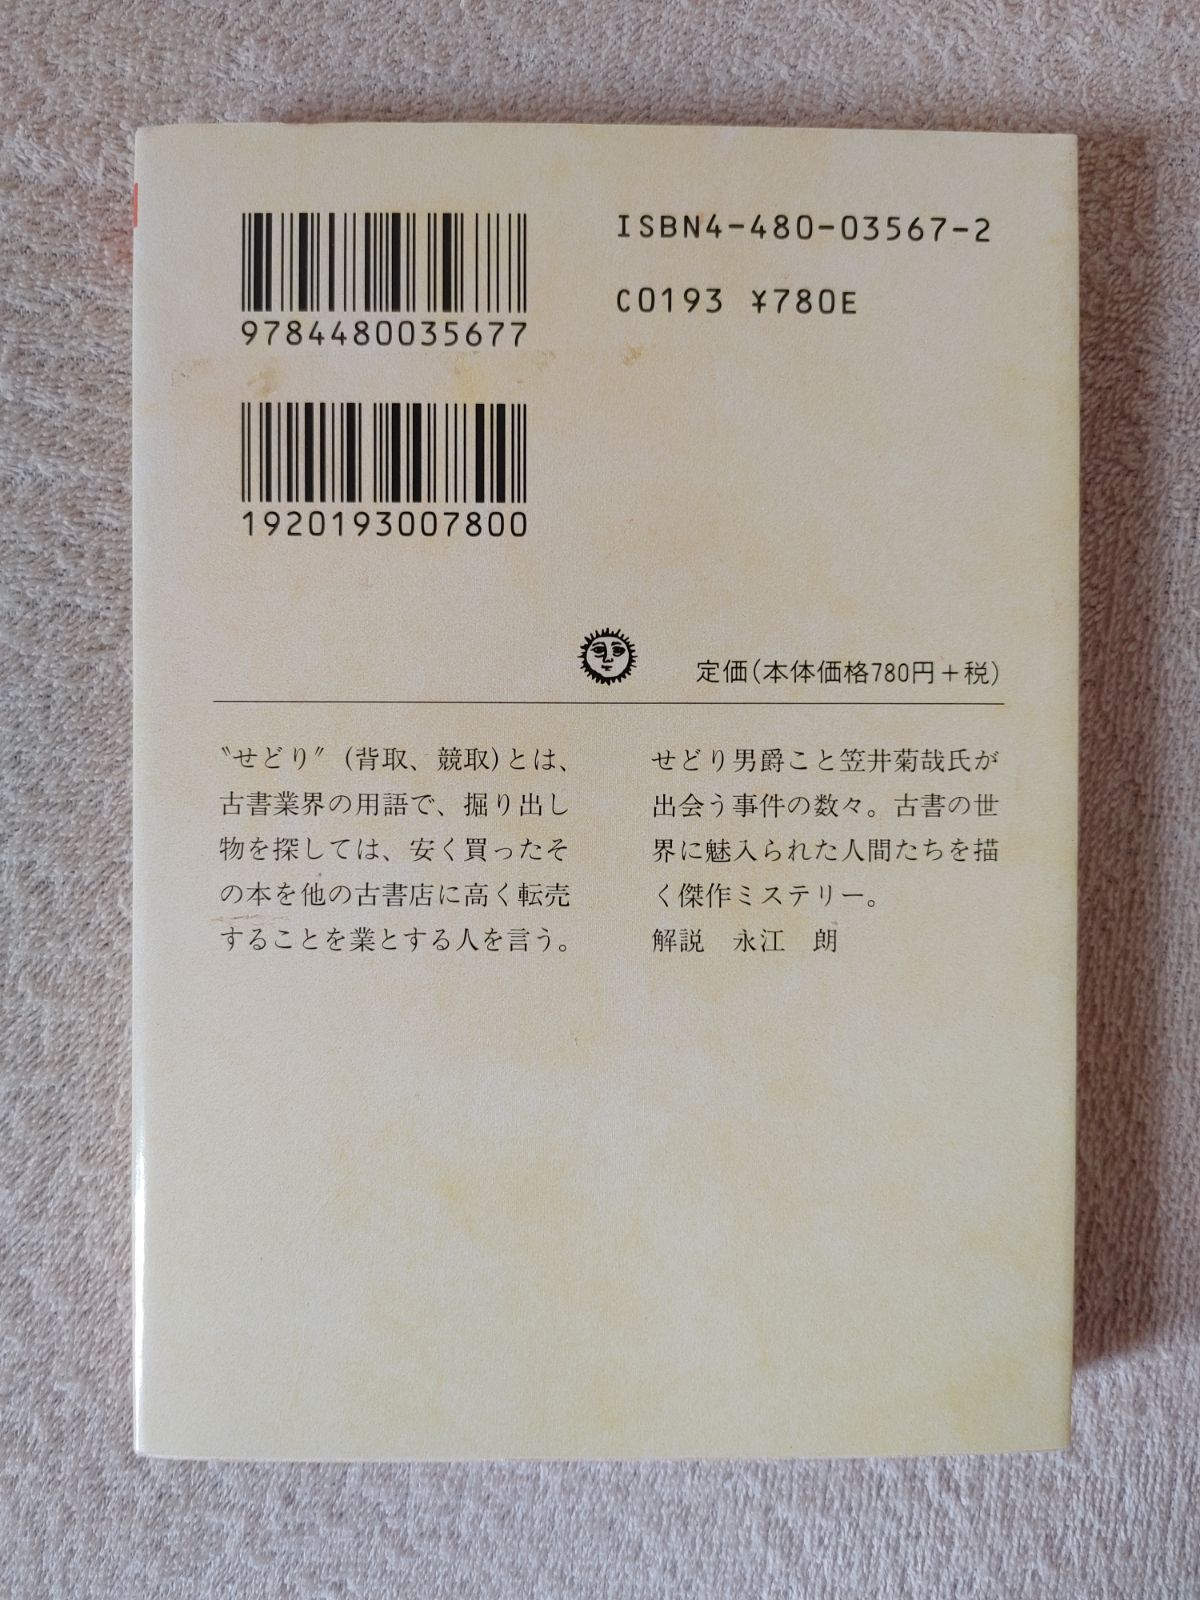 9784480035677
ISBN4-480-03567-2
C0193 ¥780E
1920193007800
定価(本体価格780円+税)
〝せどり〟(背取、競取)とは、
古書業界の用語で、掘り出し
物を探しては、安く買ったそ
の本を他の古書店に高く転売
することを業とする人を言う。
せどり男爵こと笠井菊哉氏が
出会う事件の数々。古書の世
界に魅入られた人間たちを描
く傑作ミステリー。
解説　永江　朗